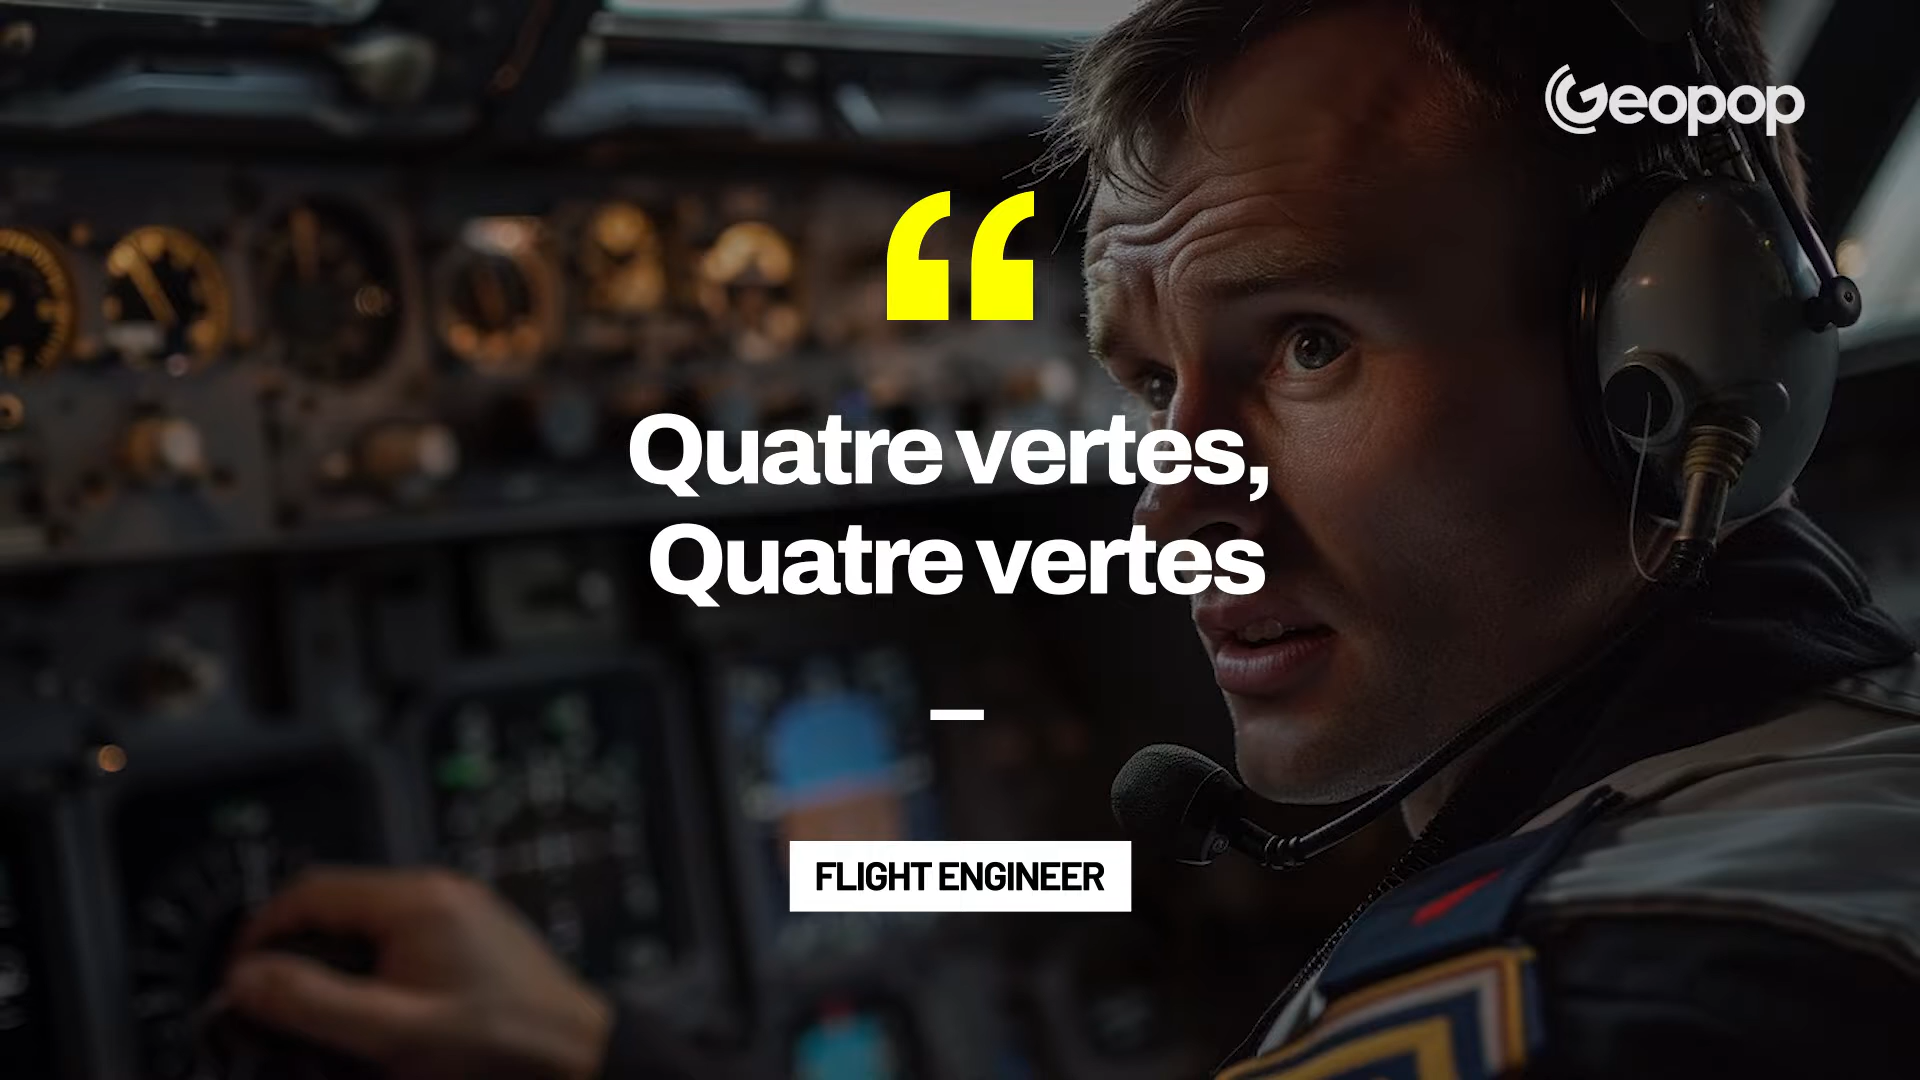 Geopop
“
Quatre vertes,
Quatre vertes
–
FLIGHT ENGINEER